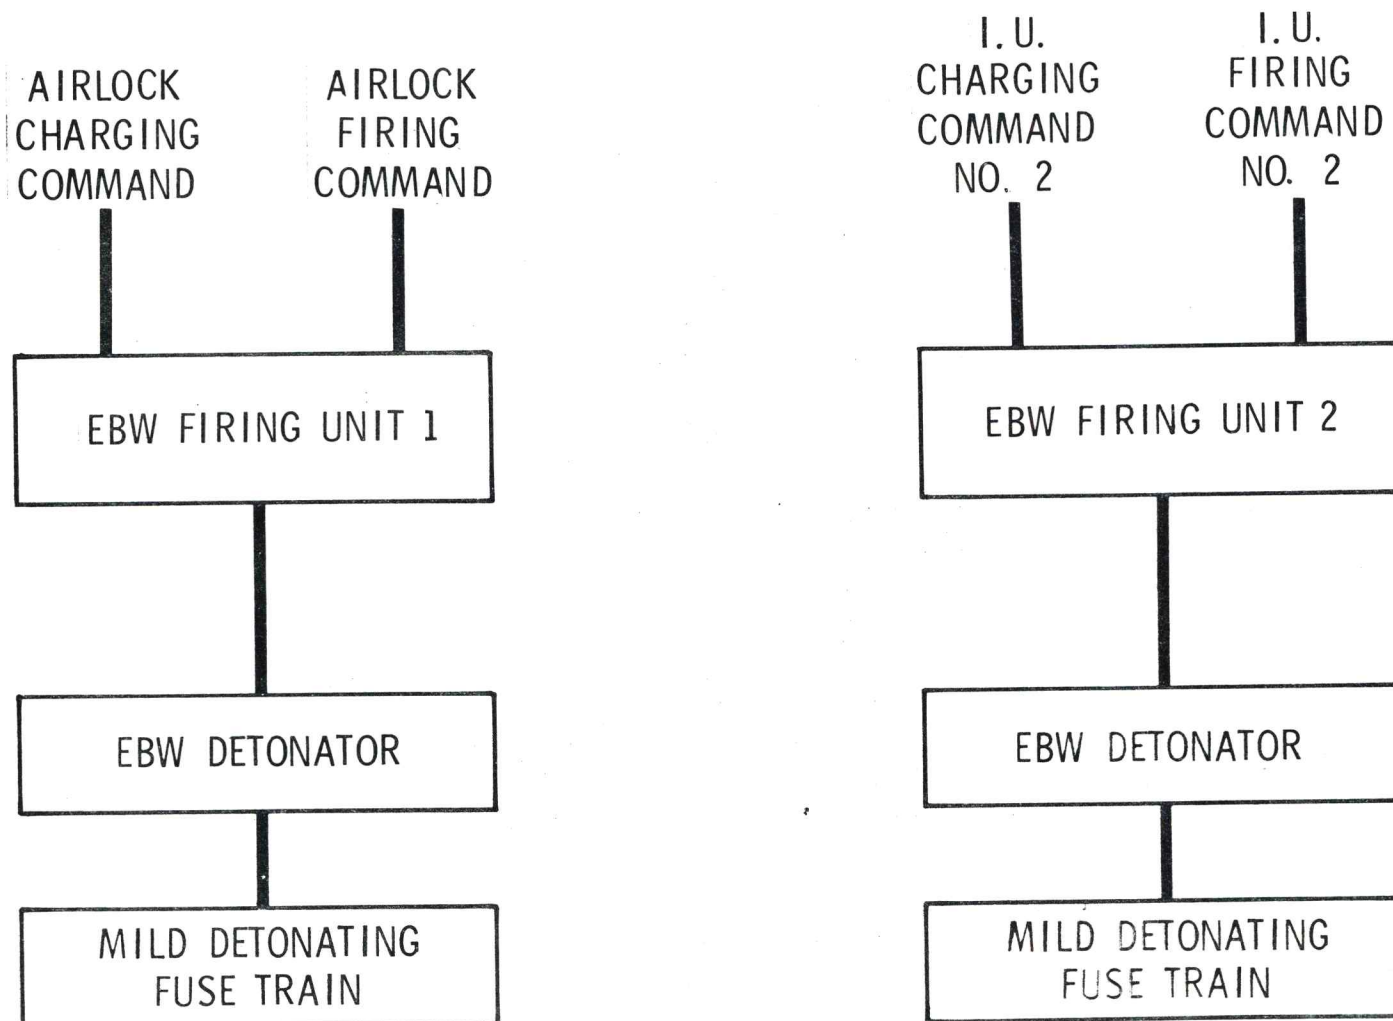 AIRLOCK
CHARGING
COMMAND
AIRLOCK
FIRING
COMMAND
I. U.
CHARGING
COMMAND
NO. 2
I. U.
FIRING
COMMAND
NO. 2
EBW FIRING UNIT 1
EBW FIRING UNIT 2
EBW DETONATOR
EBW DETONATOR
MILD DETONATING
FUSE TRAIN
MILD DETONATING
FUSE TRAIN